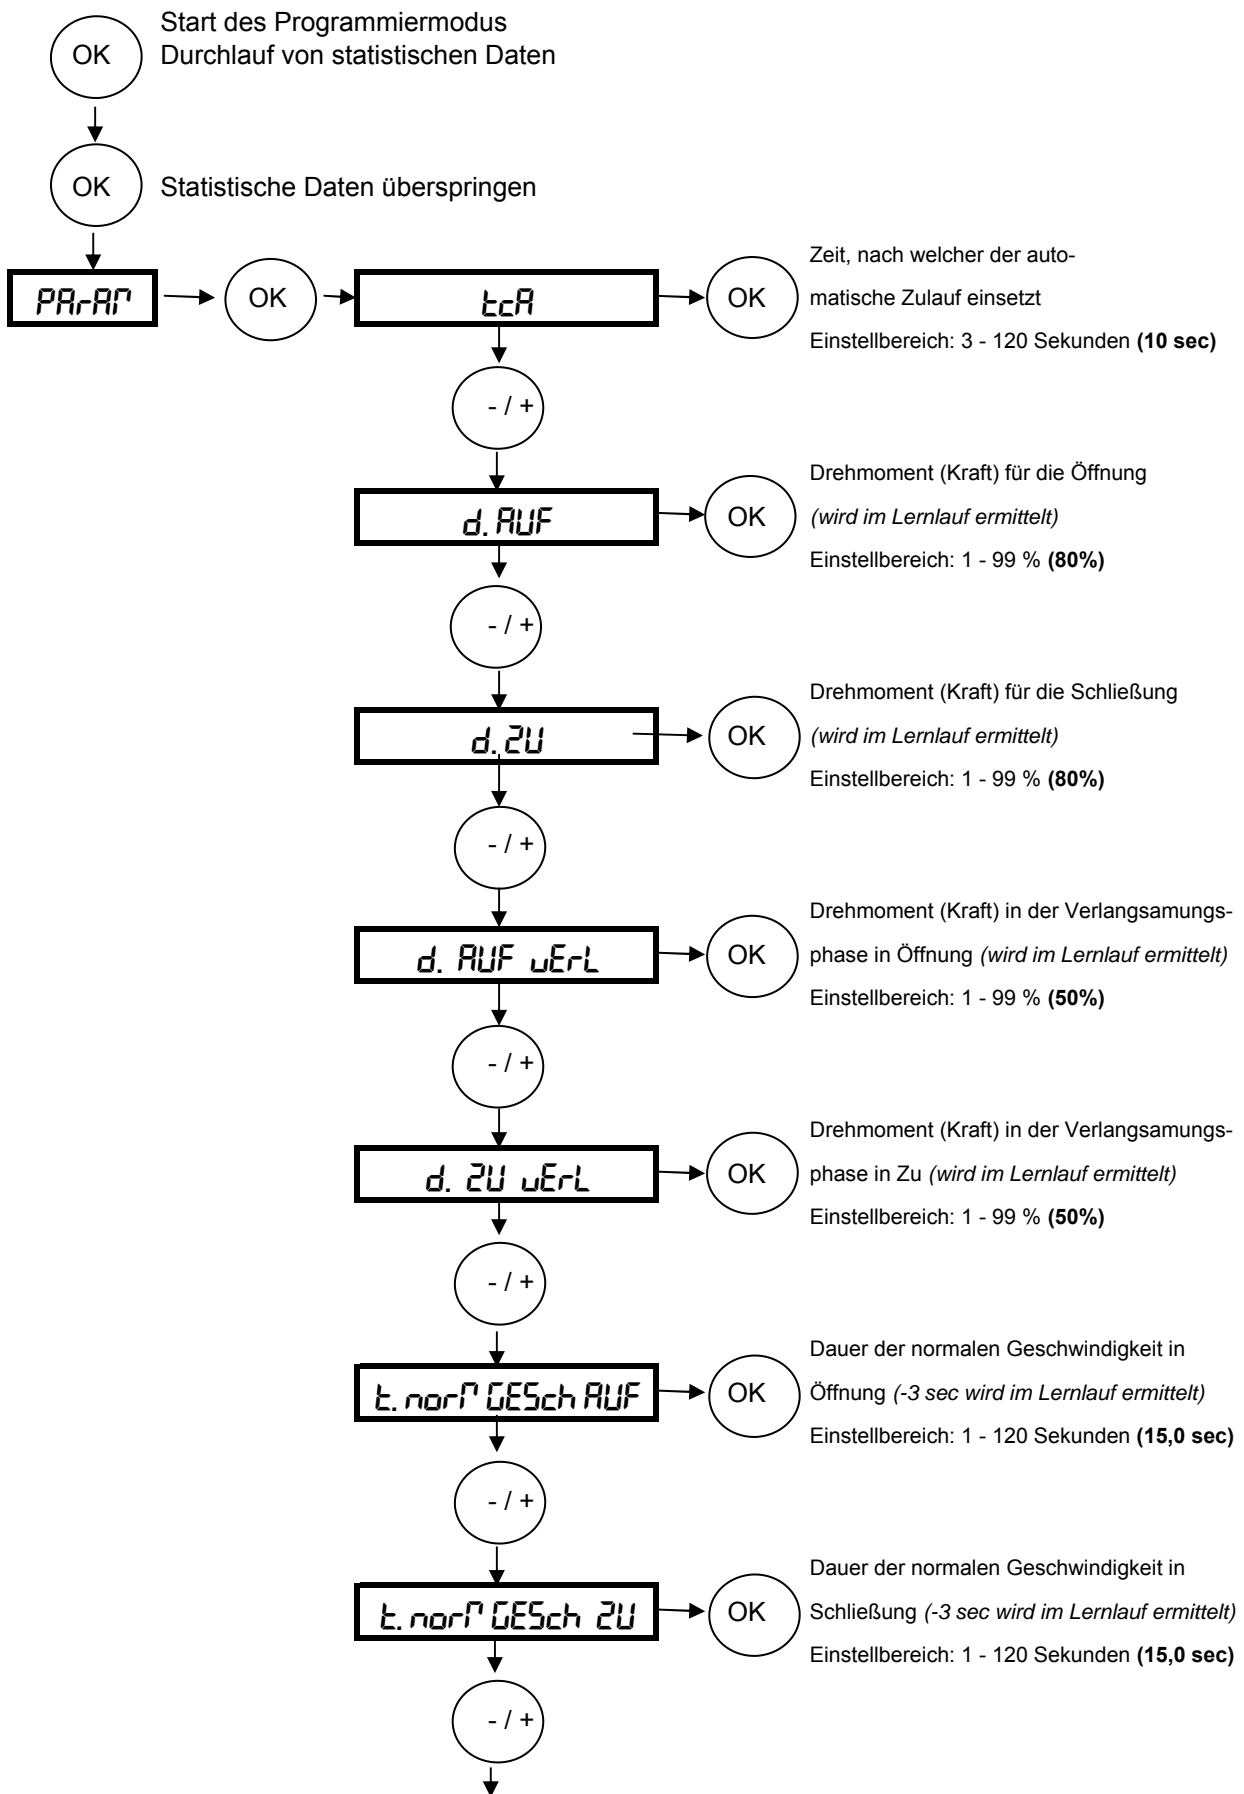 Start des Programmiermodus
OK
Durchlauf von statistischen Daten
OK
Statistische Daten überspringen
PArAM
OK
tcA
OK
Zeit, nach welcher der auto-
matische Zulauf einsetzt
Einstellbereich: 3 - 120 Sekunden (10 sec)
- / +
d. AUF
OK
Drehmoment (Kraft) für die Öffnung
(wird im Lernlauf ermittelt)
Einstellbereich: 1 - 99 % (80%)
- / +
d. ZU
OK
Drehmoment (Kraft) für die Schließung
(wird im Lernlauf ermittelt)
Einstellbereich: 1 - 99 % (80%)
- / +
d. AUF vErL
OK
Drehmoment (Kraft) in der Verlangsamungs-
phase in Öffnung (wird im Lernlauf ermittelt)
Einstellbereich: 1 - 99 % (50%)
- / +
d. ZU vErL
OK
Drehmoment (Kraft) in der Verlangsamungs-
phase in Zu (wird im Lernlauf ermittelt)
Einstellbereich: 1 - 99 % (50%)
- / +
t. norM GESch AUF
OK
Dauer der normalen Geschwindigkeit in
Öffnung (-3 sec wird im Lernlauf ermittelt)
Einstellbereich: 1 - 120 Sekunden (15,0 sec)
- / +
t. norM GESch ZU
OK
Dauer der normalen Geschwindigkeit in
Schließung (-3 sec wird im Lernlauf ermittelt)
Einstellbereich: 1 - 120 Sekunden (15,0 sec)
- / +